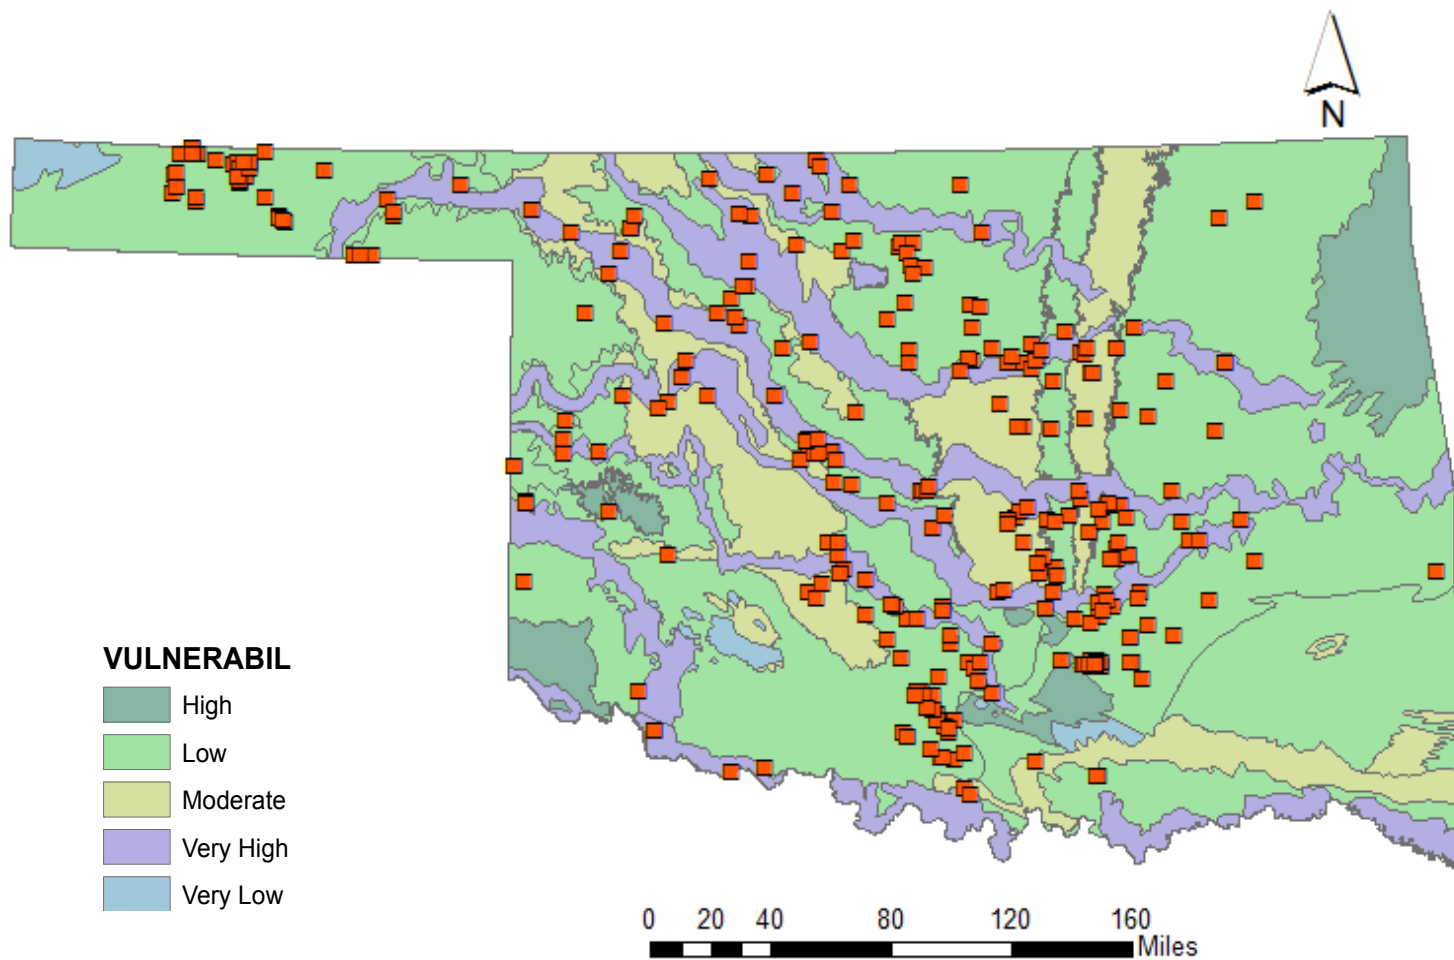 N
VULNERABIL
High
Low
Moderate
Very High
Very Low
0 20 40 80 120 160
Miles